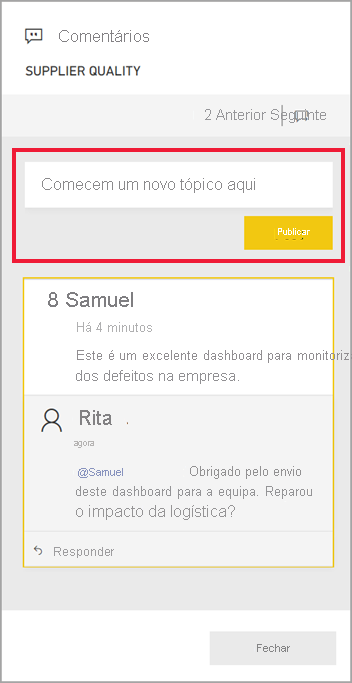 Comentários
SUPPLIER QUALITY
2 Anterior Seguinte
Comecem um novo tópico aqui
Publicar
8 Samuel
Há 4 minutos
Este é um excelente dashboard para monitoriz
dos defeitos na empresa.
Rita .
agora
@Samuel Obrigado pelo envio
deste dashboard para a equipa. Reparou
o impacto da logística?
Responder
Fechar